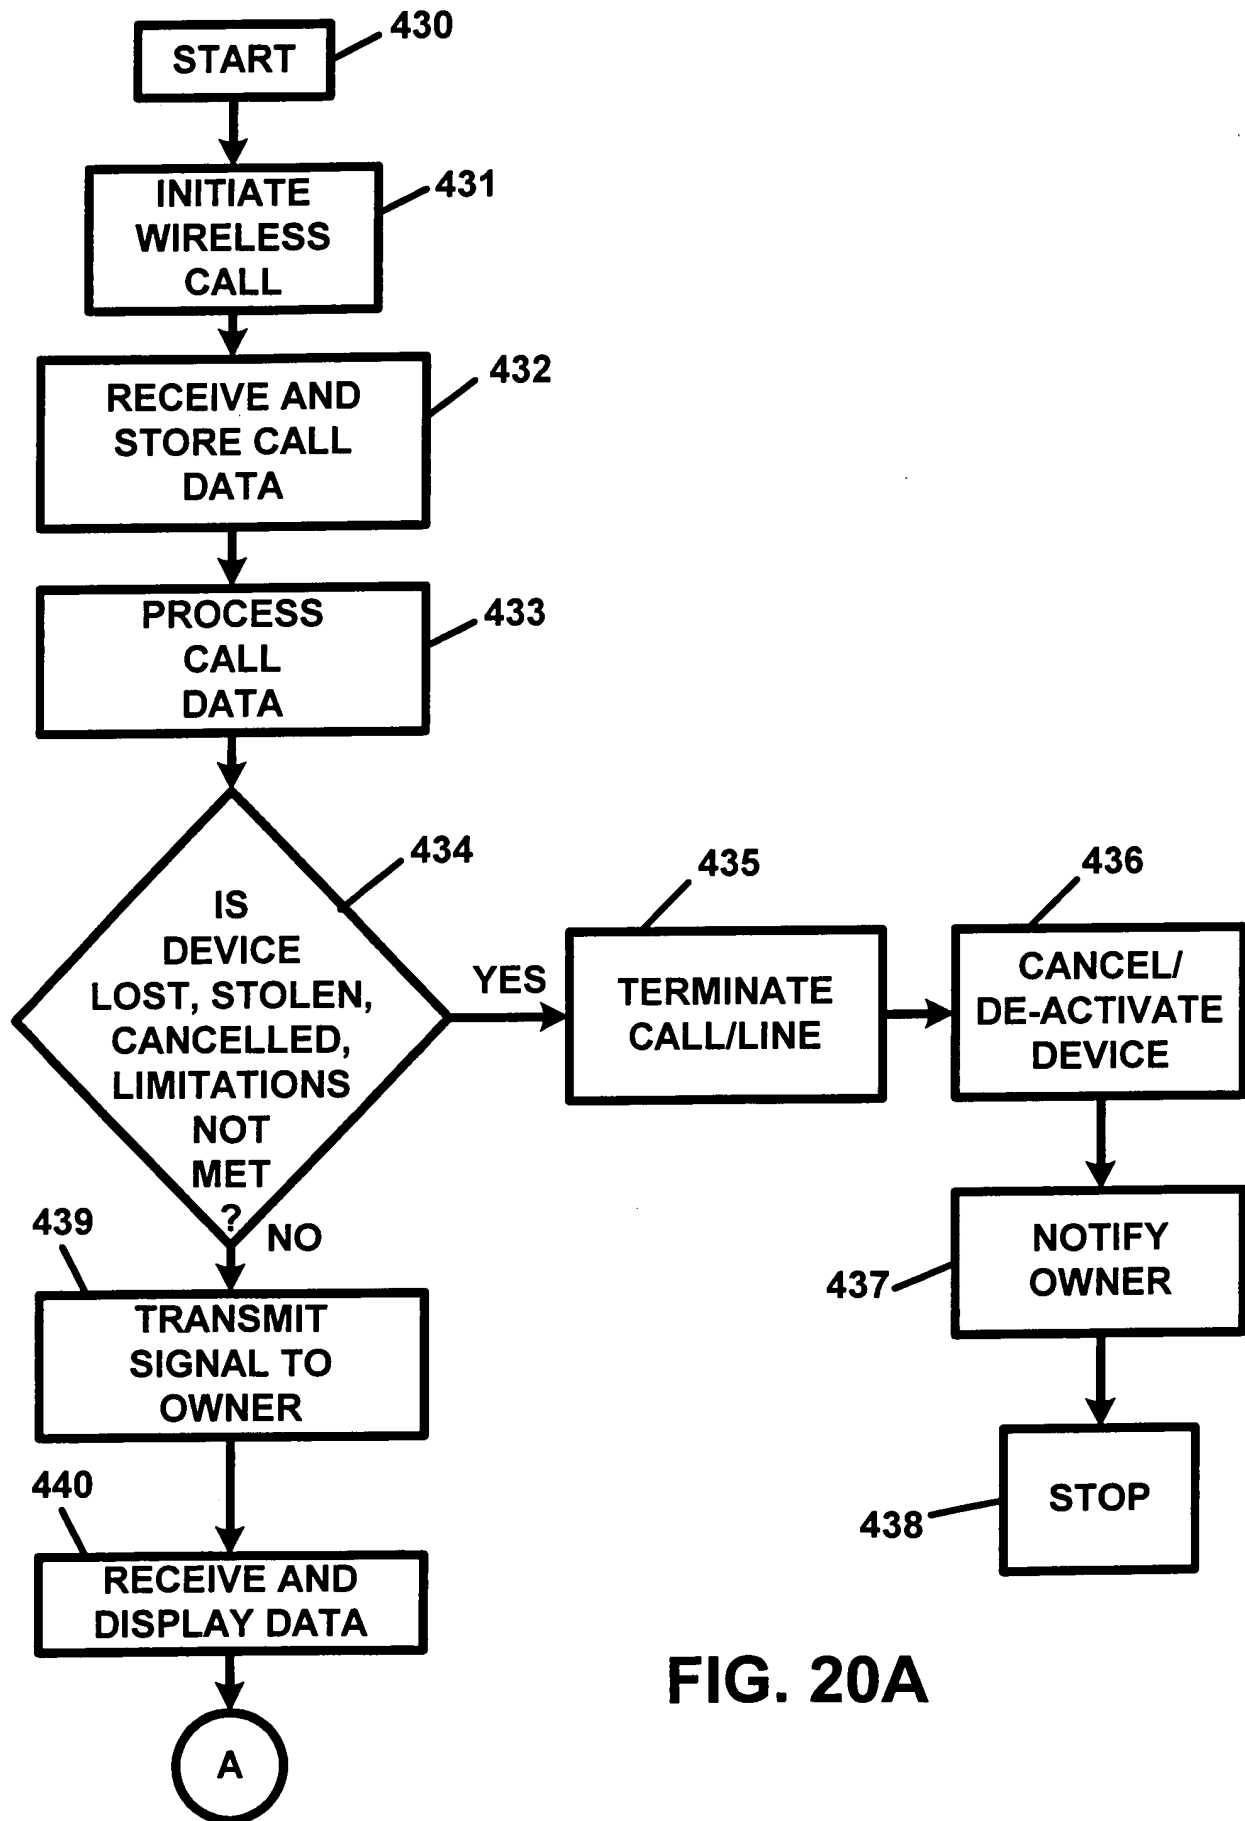 START
430
INITIATE
WIRELESS
CALL
431
RECEIVE AND
STORE CALL
DATA
432
PROCESS
CALL
DATA
433
IS
DEVICE
LOST, STOLEN,
CANCELLED,
LIMITATIONS
NOT
MET
?
434
YES
TERMINATE
CALL/LINE
435
CANCEL/
DE-ACTIVATE
DEVICE
436
NOTIFY
OWNER
437
STOP
438
NO
439
TRANSMIT
SIGNAL TO
OWNER
440
RECEIVE AND
DISPLAY DATA
A
FIG. 20A